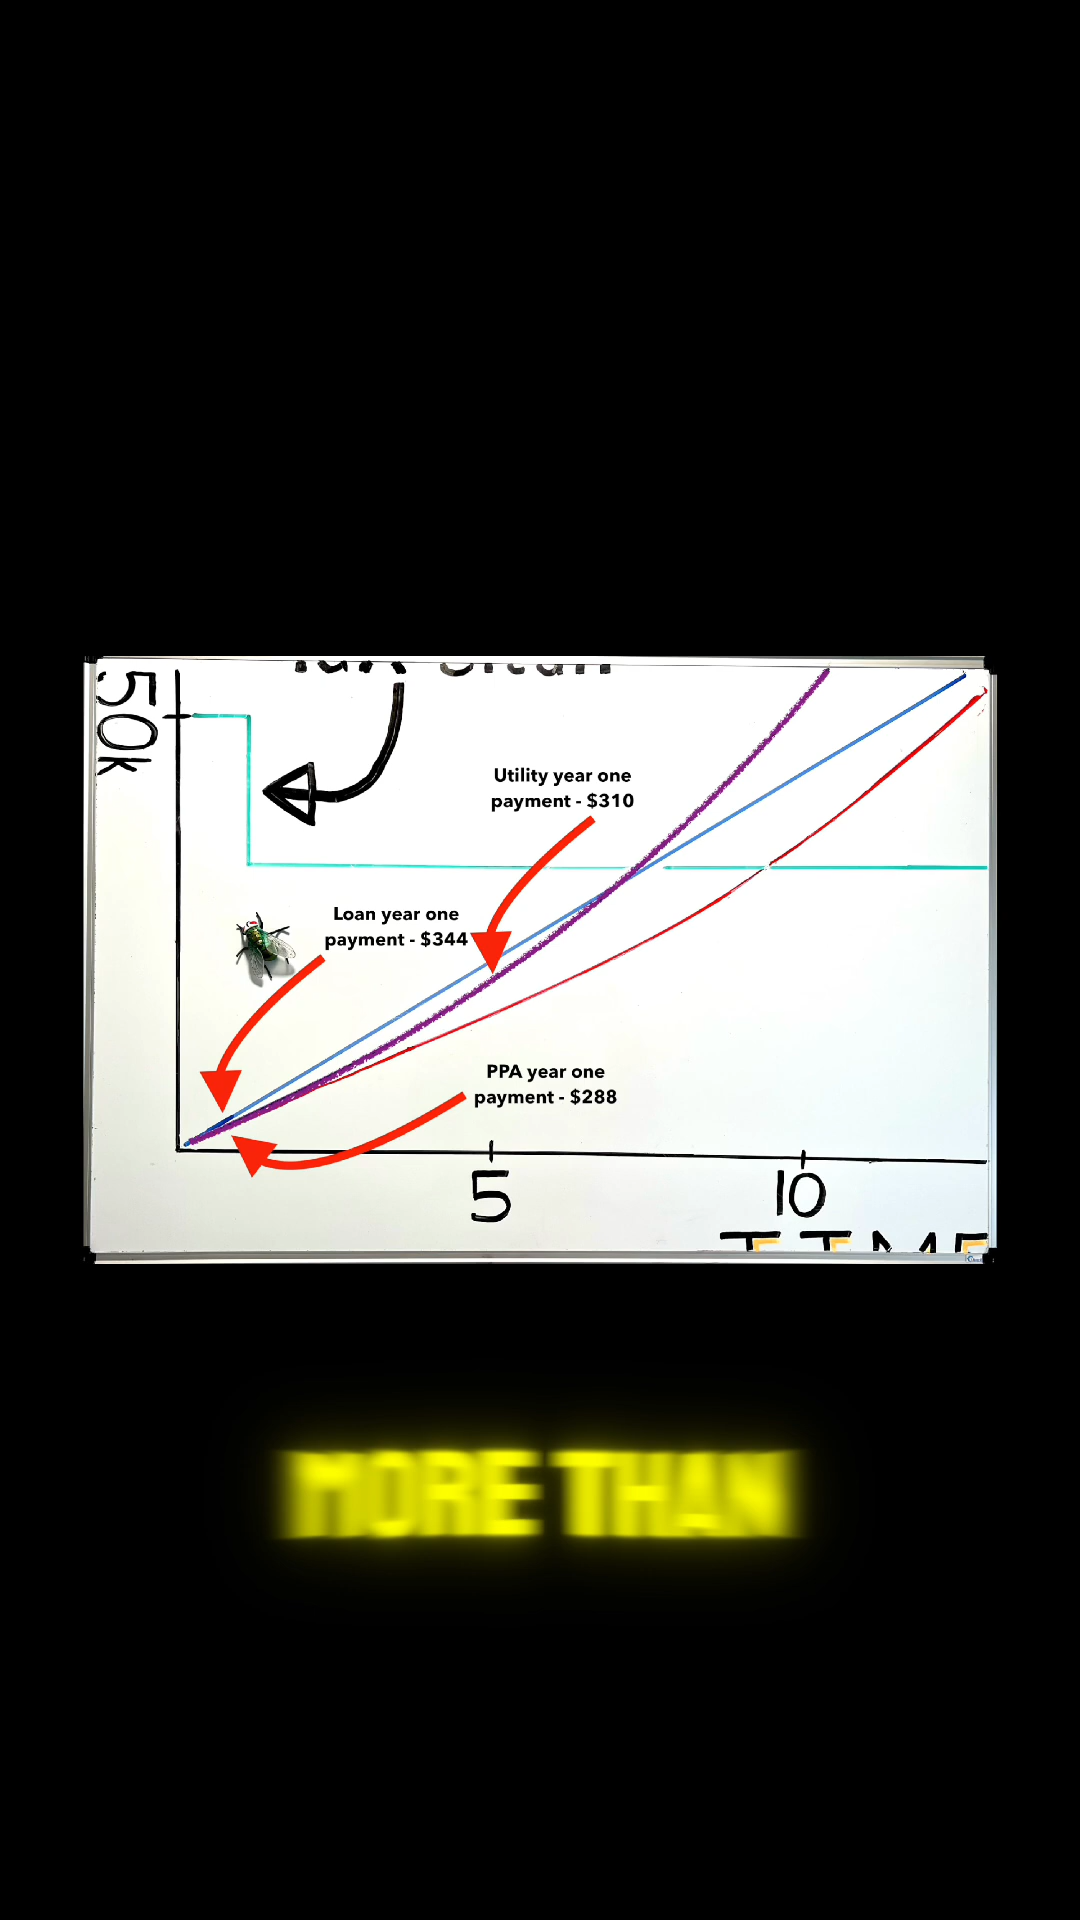 50k
Utility year one
payment - $310
Loan year one
payment - $344
PPA year one
payment - $288
5
10
TIME
MORE THAN